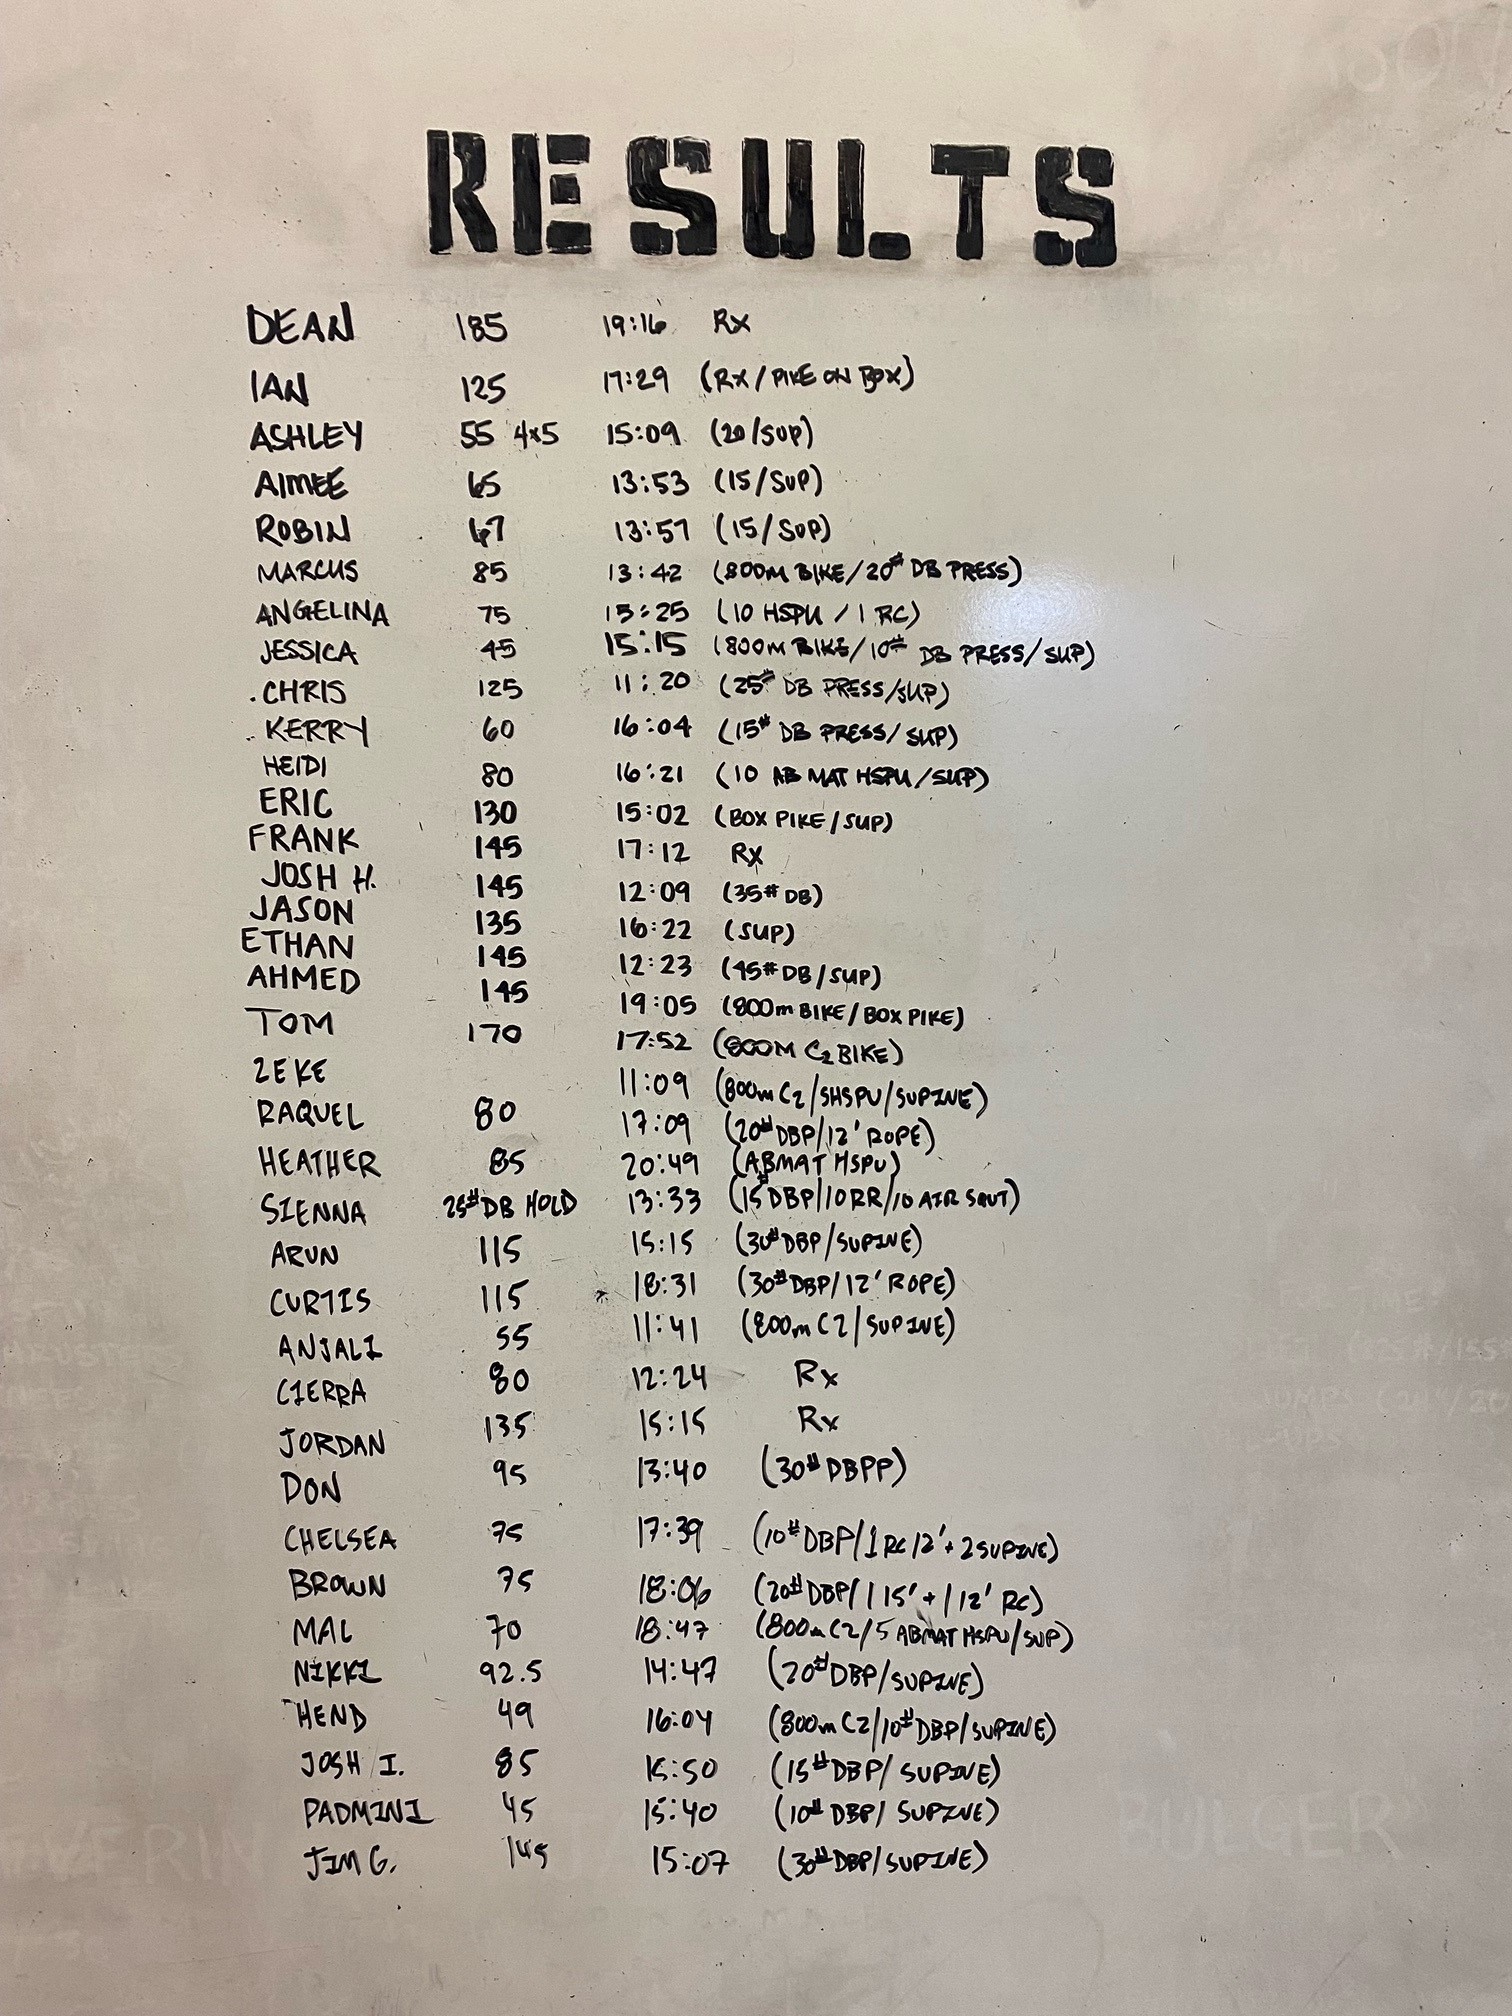 RESULTS
DEAN 185 19:16 Rx
IAN 125 17:29 (RX/PIKE ON BOX)
ASHLEY 55 4x5 15:09 (20/SUP)
AIMEE 65 13:53 (15/SUP)
ROBIN 67 13:57 (15/SUP)
MARCUS 85 13:42 (800M BIKE/20# DB PRESS)
ANGELINA 75 15:25 (10 HSPU / 1 RC)
JESSICA 45 15:15 (800M BIKE/10# DB PRESS/SUP)
CHRIS 125 11:20 (25# DB PRESS/SUP)
KERRY 60 16:04 (15# DB PRESS/SUP)
HEIDI 80 16:21 (10 AB MAT HSPU/SUP)
ERIC 130 15:02 (BOX PIKE/SUP)
FRANK 145 17:12 Rx
JOSH H. 145 12:09 (35# DB)
JASON 135 16:22 (SUP)
ETHAN 145 12:23 (45# DB/SUP)
AHMED 145 19:05 (800m BIKE/BOX PIKE)
TOM 170 17:52 (800M C2 BIKE)
ZEKE 11:09 (800m C2/SHSPU/SUPINE)
RAQUEL 80 17:09 (20# DBP/12' ROPE)
HEATHER 85 20:49 (ABMAT HSPU)
SIENNA 25# DB HOLD 13:33 (15# DBP/10 RR/10 AIR SQUT)
ARUN 115 15:15 (30# DBP/SUPINE)
CURTIS 115 18:31 (30# DBP/12' ROPE)
ANJALI 55 11:41 (800m C2/SUPINE)
CIERRA 80 12:24 Rx
JORDAN 135 15:15 Rx
DON 95 13:40 (30# DBPP)
CHELSEA 75 17:39 (10# DBP/1 RC 12' + 2 SUPINE)
BROWN 75 18:06 (20# DBP/1 15' + 1 12' RC)
MAL 70 18:47 (800m C2/5 ABMAT HSPU/SUP)
NIKKI 92.5 14:47 (20# DBP/SUPINE)
HEND 49 16:04 (800m C2/10# DBP/SUPINE)
JOSH I. 85 15:50 (15# DBP/SUPINE)
PADMINI 45 15:40 (10# DBP/SUPINE)
JIM G. 145 15:07 (30# DBP/SUPINE)
BULGER